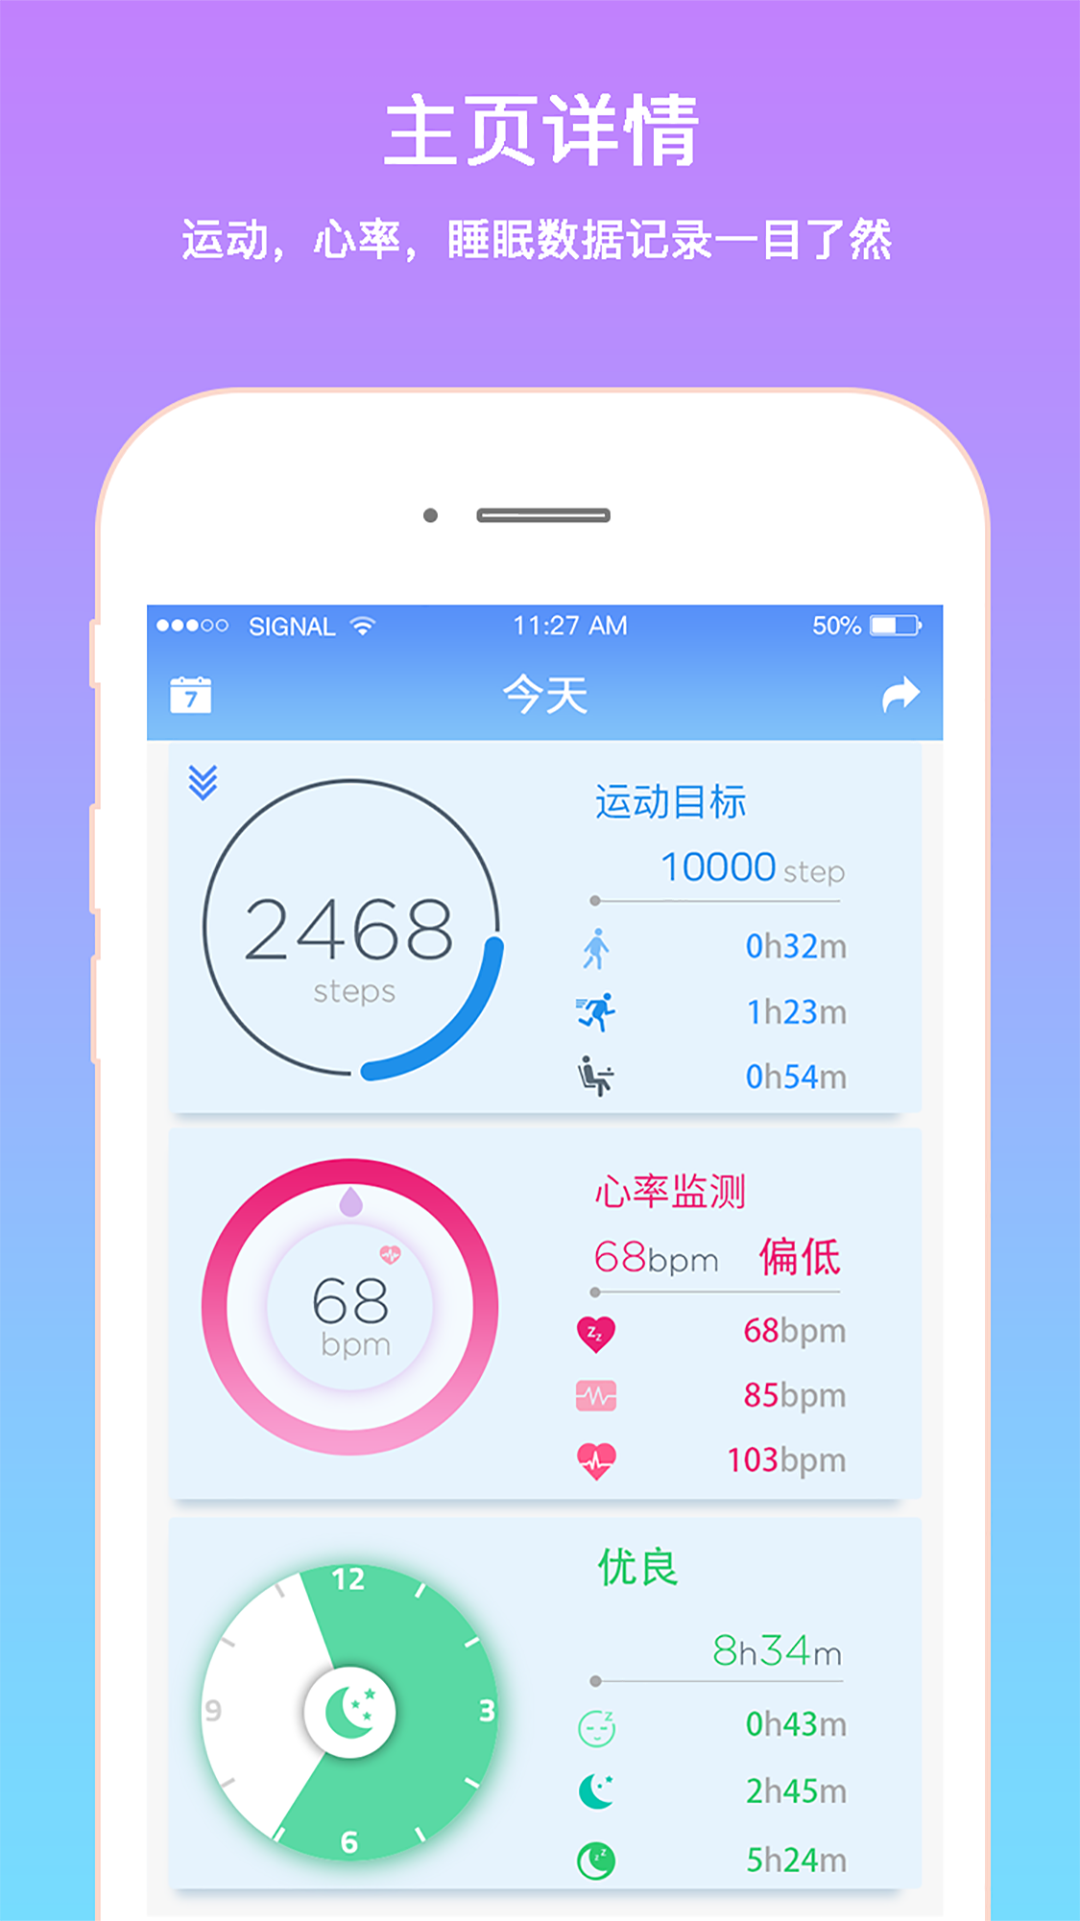 主页详情
运动，心率，睡眠数据记录一目了然
SIGNAL 11:27 AM 50%
7 今天
运动目标
10000 step
2468
steps
0h32m
1h23m
0h54m
心率监测
68bpm 偏低
68
bpm
68bpm
85bpm
103bpm
优良
8h34m
12
3
6
9
0h43m
2h45m
5h24m